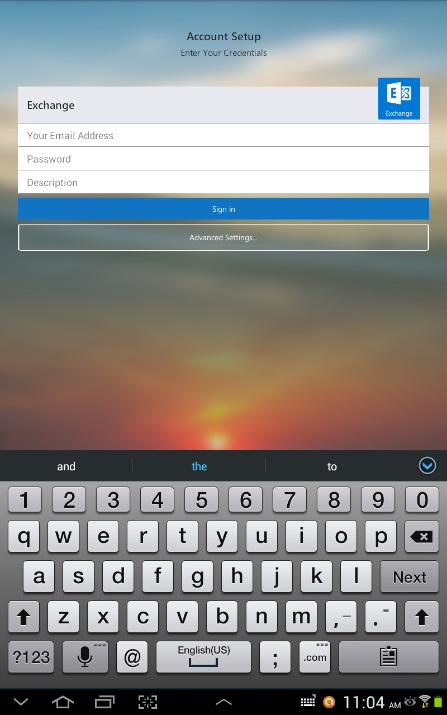 Account Setup
Enter Your Credentials
Exchange
E
Exchange
Your Email Address
Password
Description
Sign in
Advanced Settings...
and the to
1 2 3 4 5 6 7 8 9 0
q w e r t y u i o p
a s d f g h j k l Next
z x c v b n m , - . -
?123 @ English(US) ; .com
11:04 AM